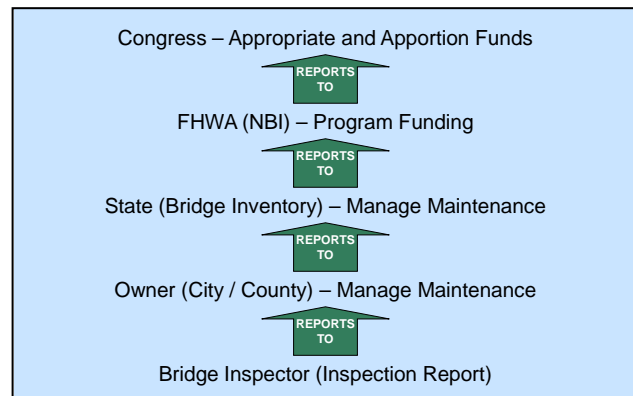 Congress – Appropriate and Apportion Funds
REPORTS
TO
FHWA (NBI) – Program Funding
REPORTS
TO
State (Bridge Inventory) – Manage Maintenance
REPORTS
TO
Owner (City / County) – Manage Maintenance
REPORTS
TO
Bridge Inspector (Inspection Report)